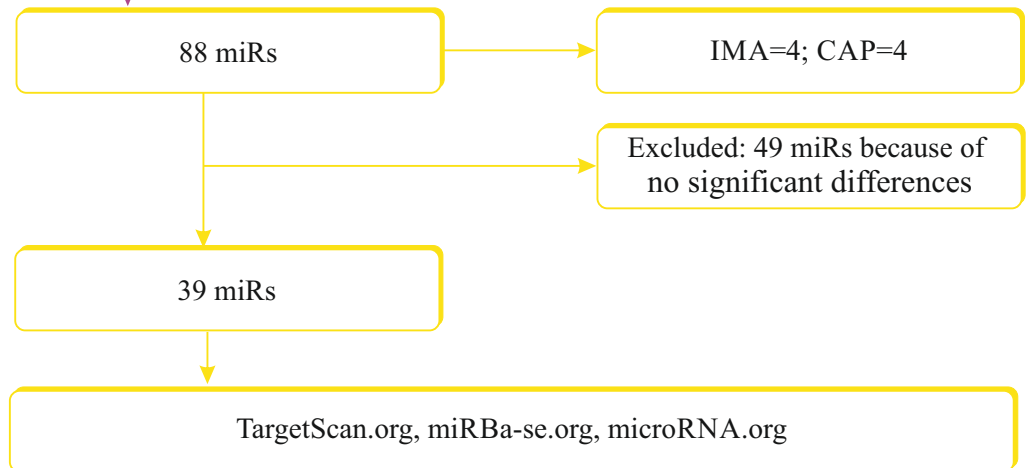 88 miRs
IMA=4; CAP=4
Excluded: 49 miRs because of
no significant differences
39 miRs
TargetScan.org, miRBa-se.org, microRNA.org